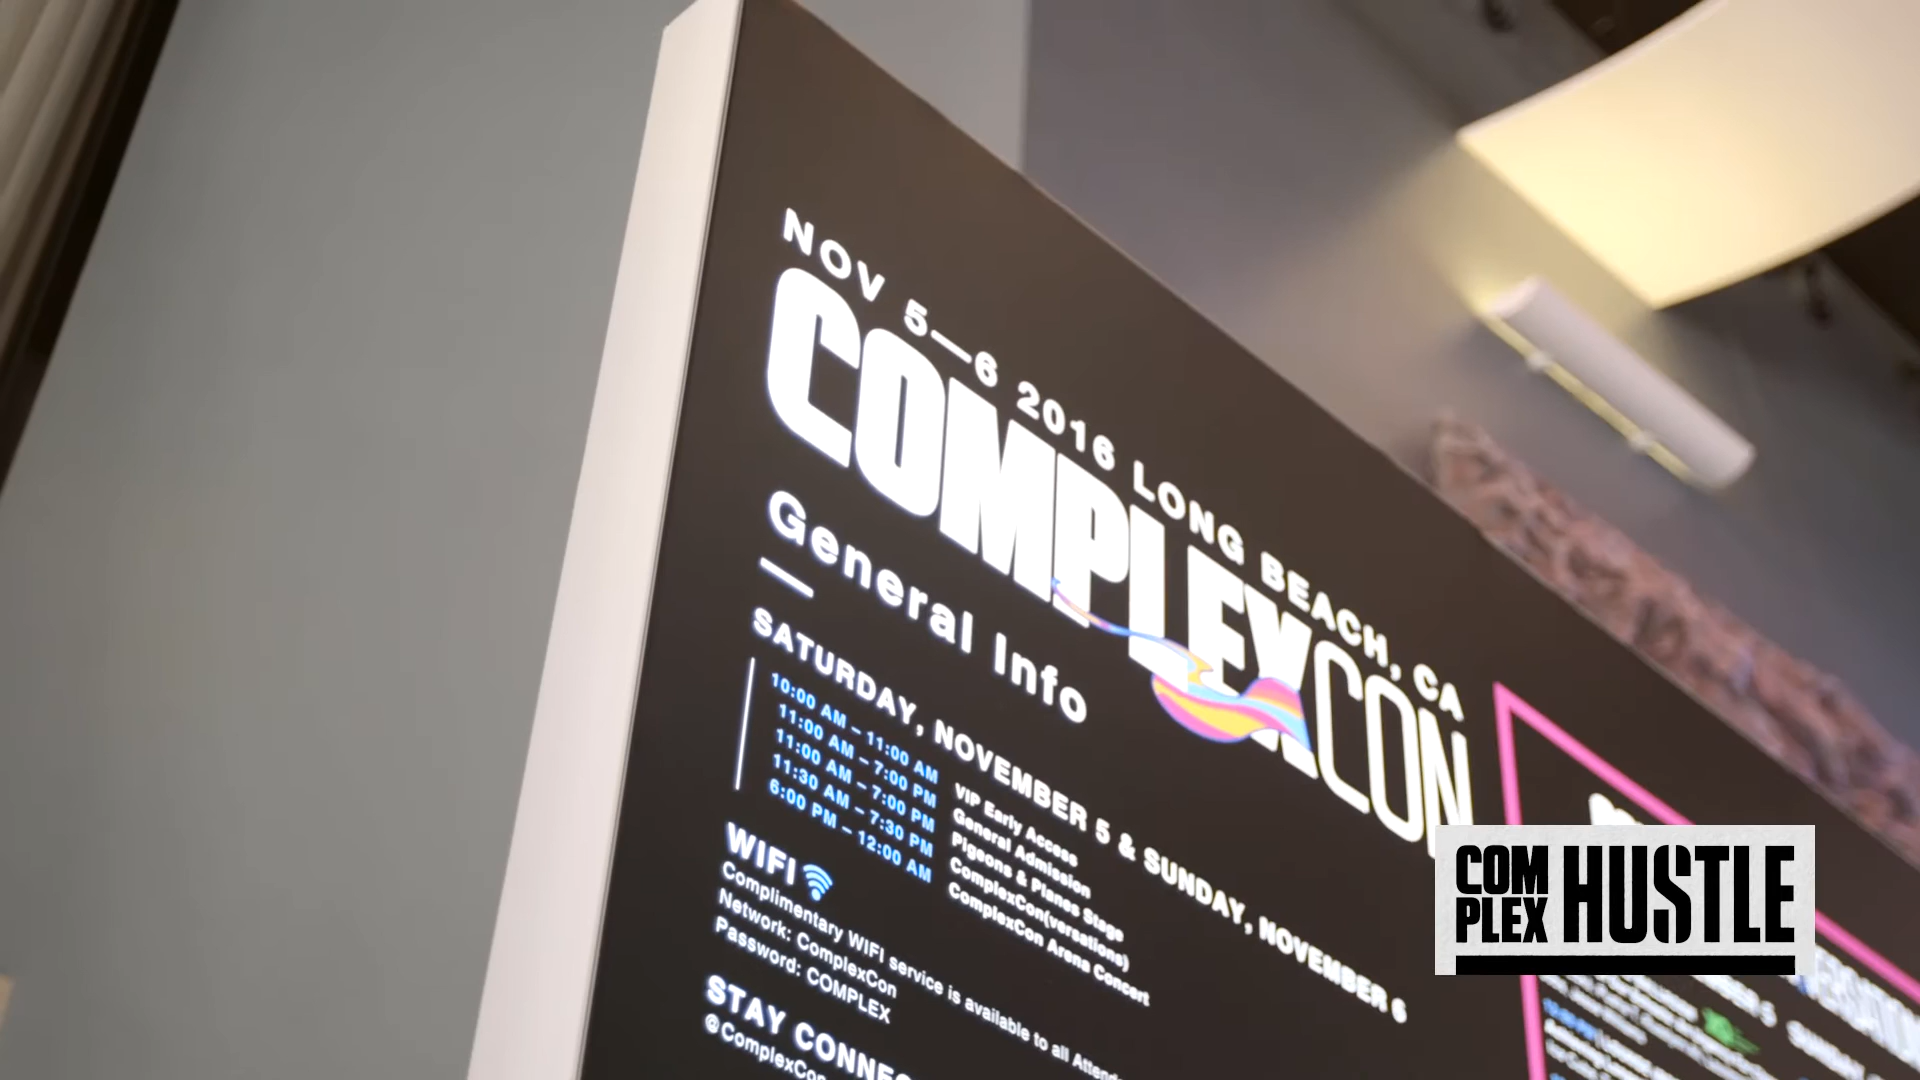 NOV 5—6 2016 LONG BEACH, CA
COMPLEXCON
General Info
SATURDAY, NOVEMBER 5 & SUNDAY, NOVEMBER 6
10:00 AM – 11:00 AM VIP Early Access
11:00 AM – 7:00 PM General Admission
11:00 AM – 7:00 PM Pigeons & Planes Stage
11:30 AM – 7:30 PM ComplexCon(versations)
6:00 PM – 12:00 AM ComplexCon Arena Concert
WIFI
Complimentary WIFI service is available to all
Network: ComplexCon
Password: COMPLEX
STAY
@ComplexCon
COMPLEX HUSTLE